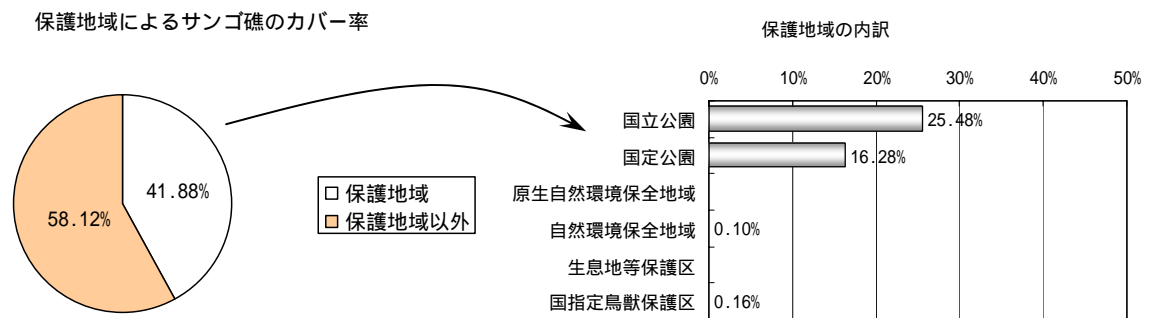 保護地域によるサンゴ礁のカバー率
41.88%
58.12%
保護地域
保護地域以外
保護地域の内訳
0% 10% 20% 30% 40% 50%
国立公園 25.48%
国定公園 16.28%
原生自然環境保全地域
自然環境保全地域 0.10%
生息地等保護区
国指定鳥獣保護区 0.16%